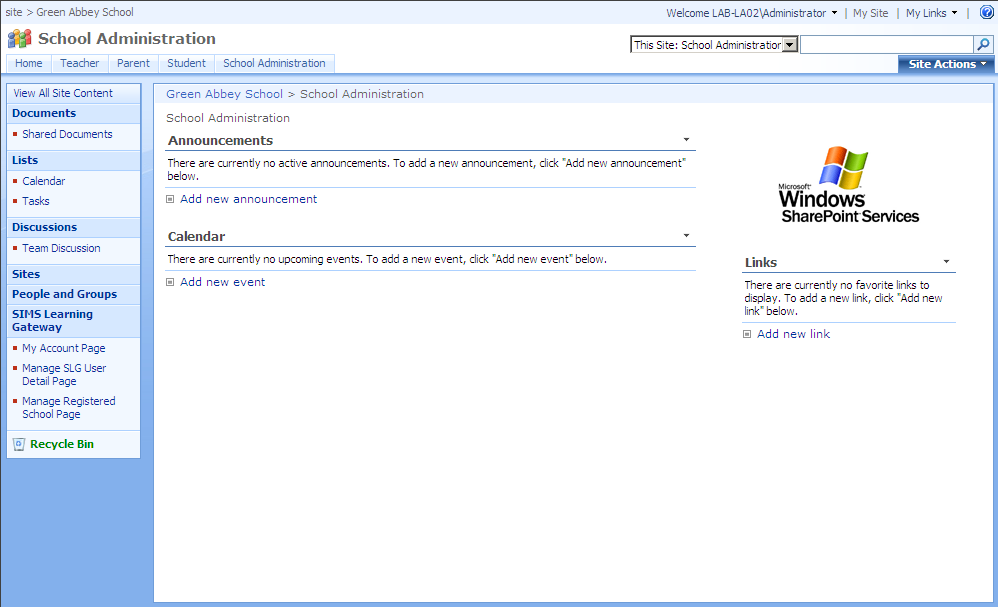 site > Green Abbey School
Welcome LAB-LA02\Administrator | My Site | My Links |
School Administration
This Site: School Administration
Home Teacher Parent Student School Administration
Site Actions
View All Site Content
Documents
Shared Documents
Lists
Calendar
Tasks
Discussions
Team Discussion
Sites
People and Groups
SIMS Learning
Gateway
My Account Page
Manage SLG User
Detail Page
Manage Registered
School Page
Recycle Bin
Green Abbey School > School Administration
School Administration
Announcements
There are currently no active announcements. To add a new announcement, click "Add new announcement"
below.
Add new announcement
Calendar
There are currently no upcoming events. To add a new event, click "Add new event" below.
Add new event
Microsoft
Windows
SharePoint Services
Links
There are currently no favorite links to
display. To add a new link, click "Add new
link" below.
Add new link